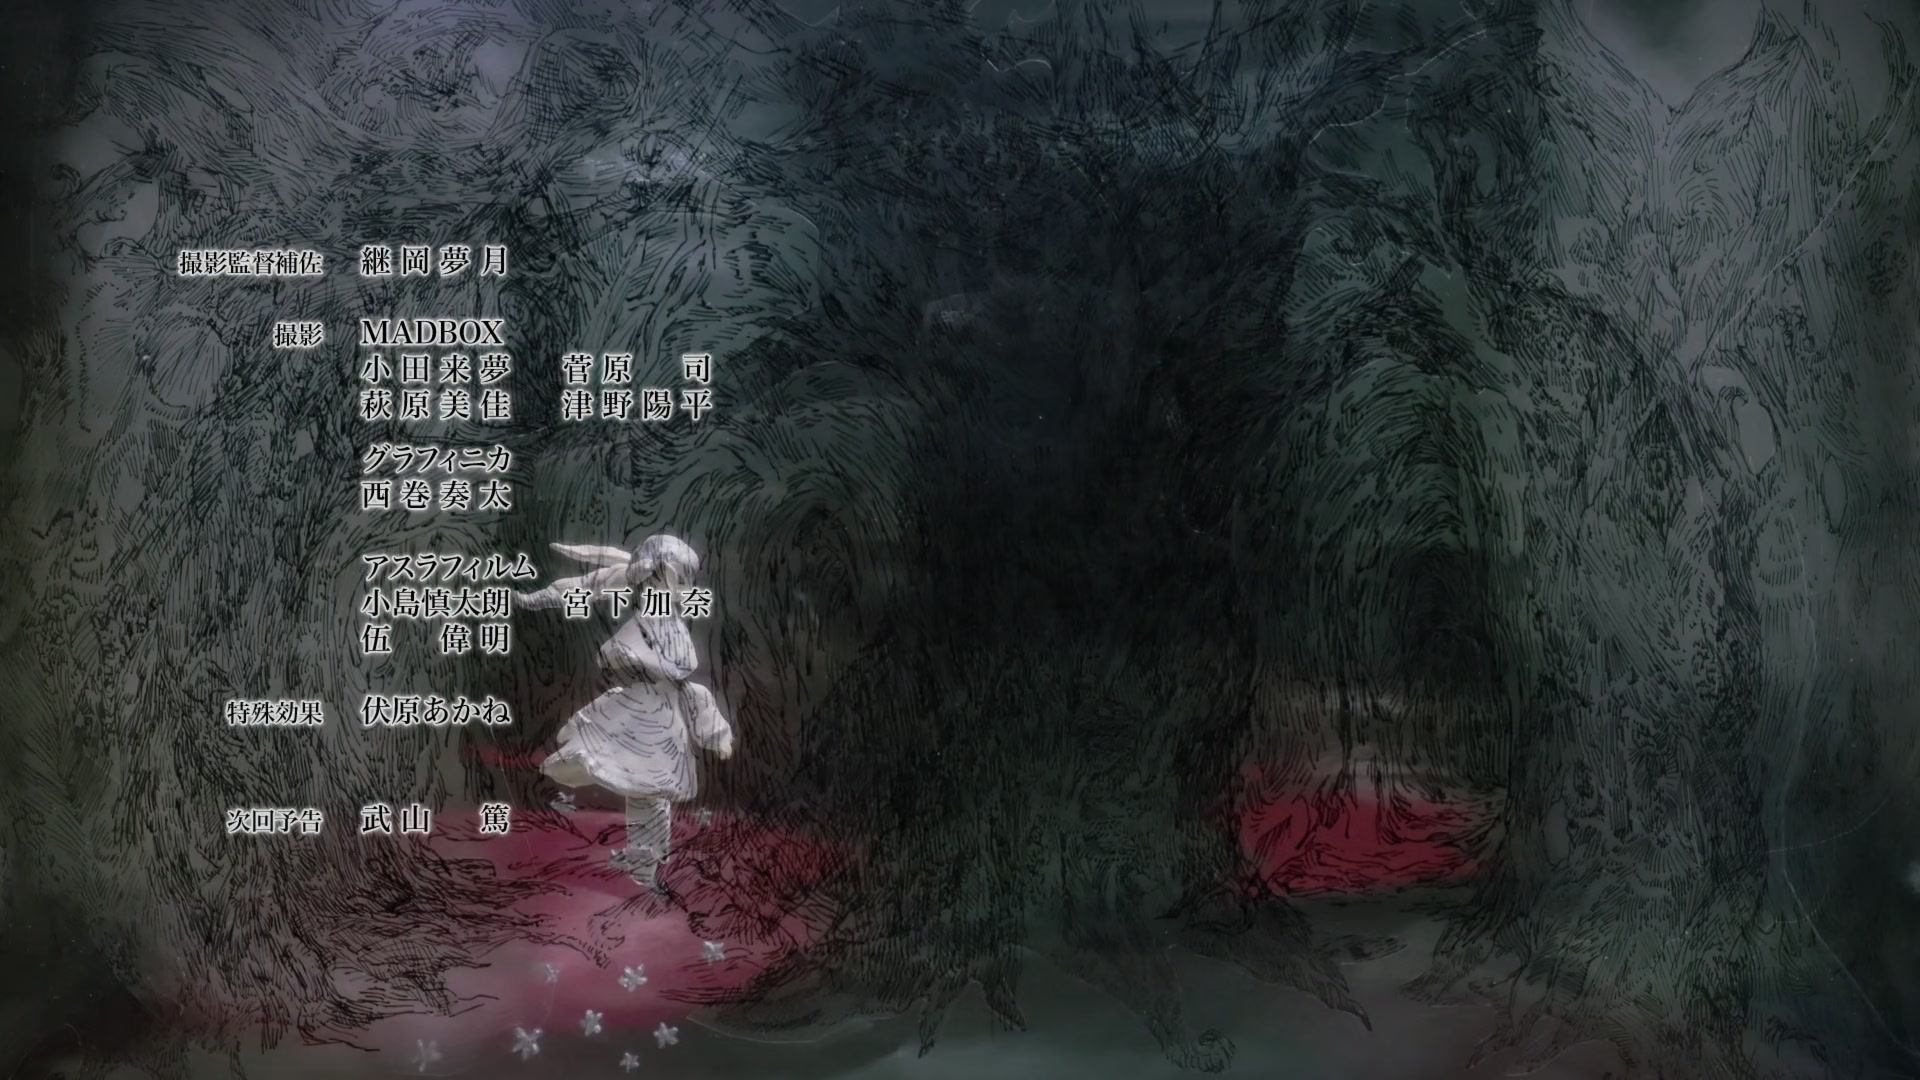 撮影監督補佐 継岡夢月
撮影 MADBOX
小田来夢 菅原 司
萩原美佳 津野陽平
グラフィニカ
西巻奏太
アスラフィルム
小島慎太朗 宮下加奈
伍 偉明
特殊効果 伏原あかね
次回予告 武山 篤